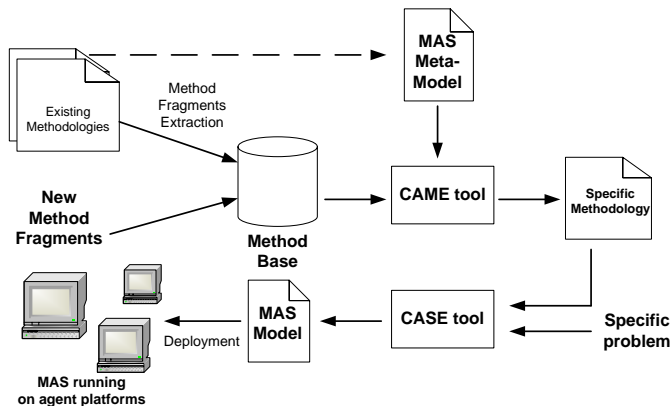 MAS
Meta-
Model
Existing
Methodologies
Method
Fragments
Extraction
New
Method
Fragments
Method
Base
CAME tool
Specific
Methodology
MAS
Model
Deployment
CASE tool
Specific
problem
MAS running
on agent platforms